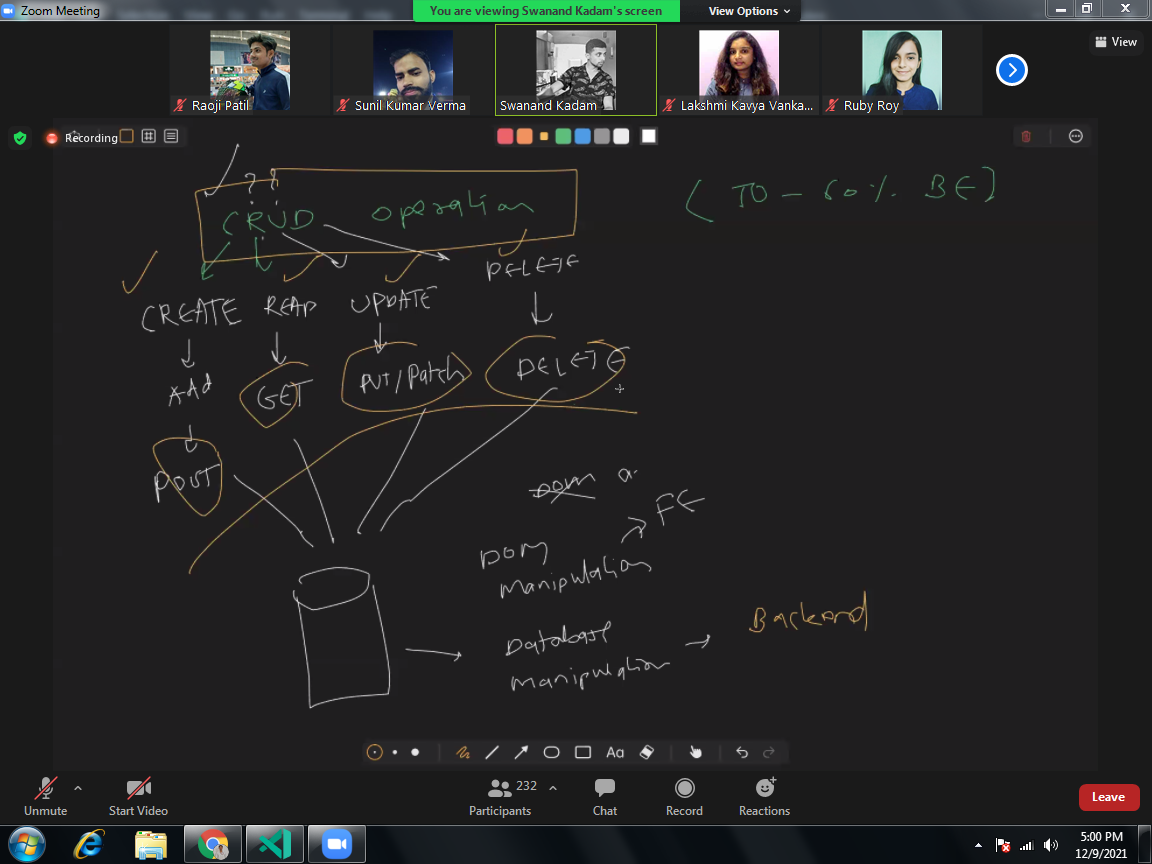 Zoom Meeting
You are viewing Swanand Kadam's screen
View Options
View
Raoji Patil
Sunil Kumar Verma
Swanand Kadam
Lakshmi Kavya Vanka...
Ruby Roy
Recording
? ?
CRUD operation
( 70 - 60 % BE )
DELETE
CREATE READ UPDATE
Add
GET
PUT/Patch
DELETE
POST
DOM a
DOM
manipulation
FE
Database
manipulation
Backend
Aa
Unmute
Start Video
Participants
232
Chat
Record
Reactions
Leave
5:00 PM
12/9/2021